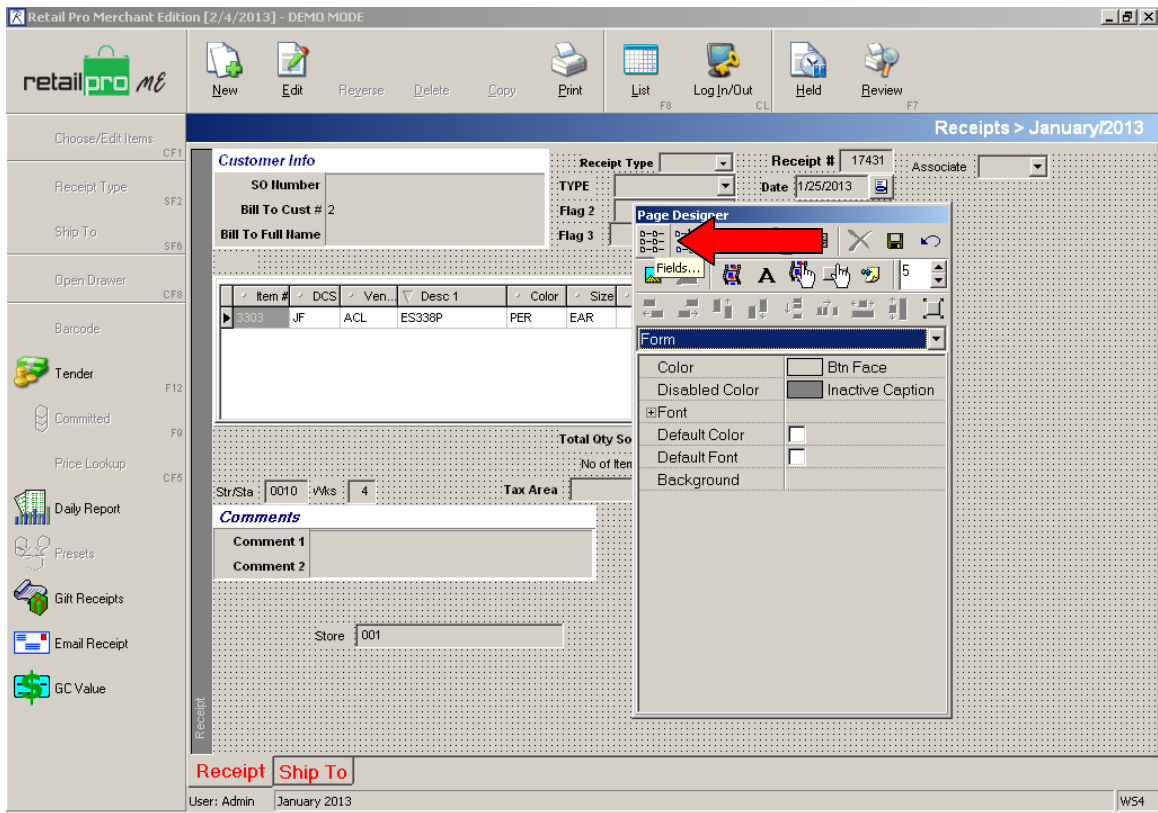 Retail Pro Merchant Edition [2/4/2013] - DEMO MODE
retail pro ME
New
Edit
Reverse
Delete
Copy
Print
List
F8
Log In/Out
CL
Held
Review
F7
Receipts > January/2013
Choose/Edit Items
CF1
Receipt Type
SF2
Ship To
SF6
Open Drawer
CF8
Barcode
Tender
F12
Committed
F9
Price Lookup
CF5
Daily Report
Presets
Gift Receipts
Email Receipt
GC Value
Customer Info
SO Number
Bill To Cust # 2
Bill To Full Name
Receipt Type
TYPE
Flag 2
Flag 3
Receipt # 17431
Date 1/25/2013
Associate
Item # DCS Ven... Desc 1 Color Size
3303 JF ACL ES338P PER EAR
Total Qty So
No of Item
Str/Sta 0010 Wks 4
Tax Area
Comments
Comment 1
Comment 2
Store 001
Receipt
Page Designer
Fields...
A
5
Form
Color Btn Face
Disabled Color Inactive Caption
Font
Default Color
Default Font
Background
Receipt Ship To
User: Admin January 2013 WS4